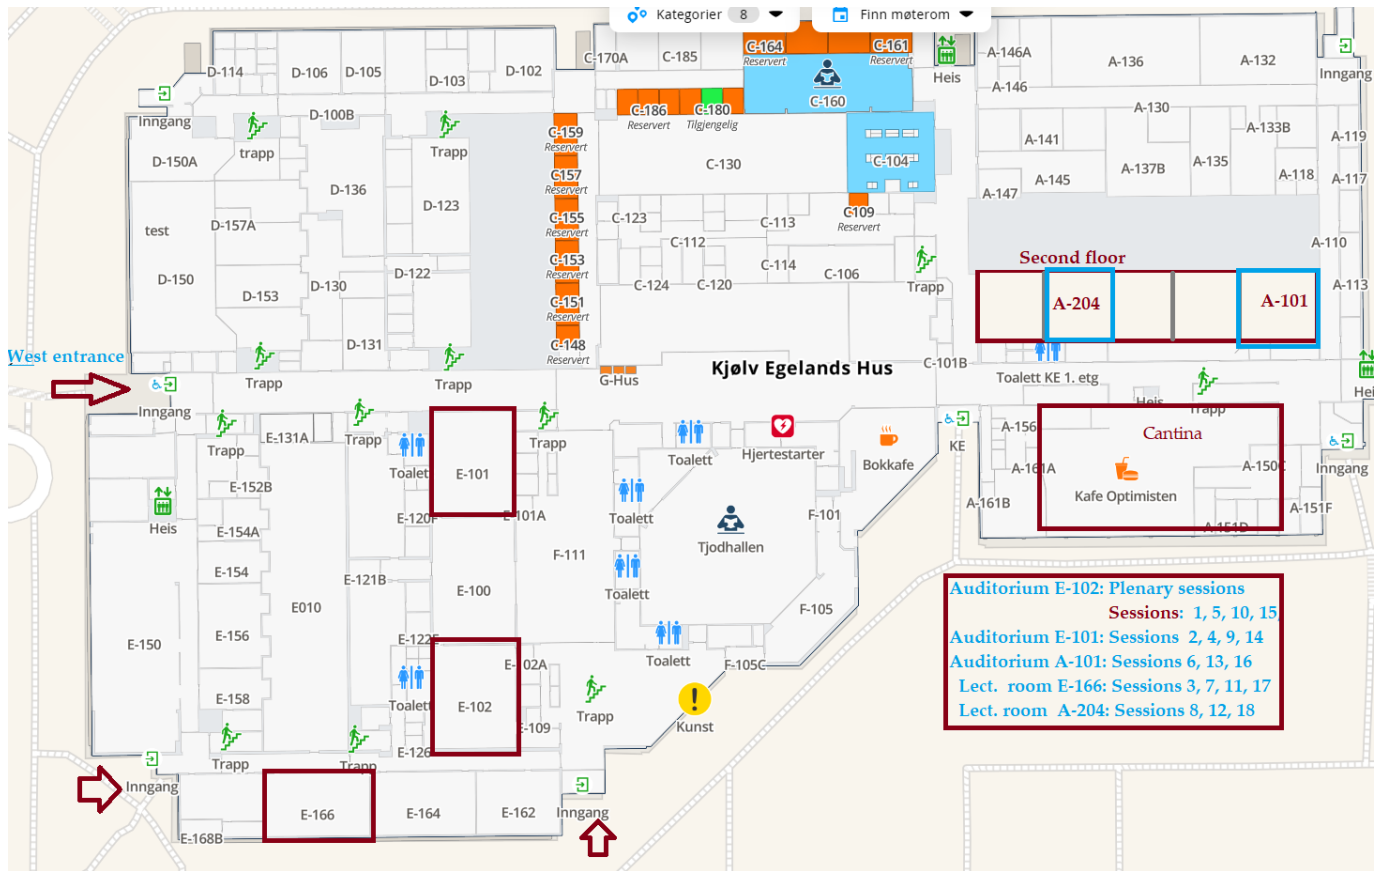 Kategorier 8
Finn møterom
C-164
Reservert
C-161
Reservert
C-170A
C-185
A-146A
A-136
A-132
Heis
Inngang
D-114
D-106
D-105
D-103
D-102
A-146
C-160
A-130
Inngang
D-100B
C-186
Reservert
C-180
Tilgjengelig
C-159
Reservert
A-141
A-133B
A-119
trapp
Trapp
D-150A
C-130
C-104
A-137B
A-135
C-157
Reservert
A-145
A-118
A-117
D-136
A-147
D-123
C-155
Reservert
C-123
C-113
C109
Reservert
D-157A
test
C-112
A-110
Second floor
C-153
Reservert
C-114
C-106
D-122
D-150
D-130
C-124
C-120
Trapp
A-113
D-153
C-151
Reservert
A-204
A-101
D-131
C-148
Reservert
West entrance
C-101B
Kjølv Egelands Hus
Toalett KE 1. etg
Trapp
Trapp
G-Hus
Hei
Heis
Trapp
Inngang
Trapp
E-131A
Trapp
Trapp
Toalett
Hjertestarter
Bokkafe
KE
A-156
Cantina
Inngang
Toalett
E-101
A-161A
A-150C
Kafe Optimisten
E-152B
A-161B
A-151F
Heis
E-120F
E-101A
Toalett
F-101
A-151D
E-154A
Tjodhallen
F-111
E-154
E-121B
E-100
Toalett
E010
F-105
E-156
E-122E
E-150
Toalett
F-105C
E-102A
E-158
Toalett
E-102
Trapp
Kunst
E-109
E-126
Trapp
Trapp
Inngang
E-166
E-164
E-162
Inngang
E-168B
Auditorium E-102: Plenary sessions
Sessions: 1, 5, 10, 15,
Auditorium E-101: Sessions 2, 4, 9, 14
Auditorium A-101: Sessions 6, 13, 16
Lect. room E-166: Sessions 3, 7, 11, 17
Lect. room A-204: Sessions 8, 12, 18